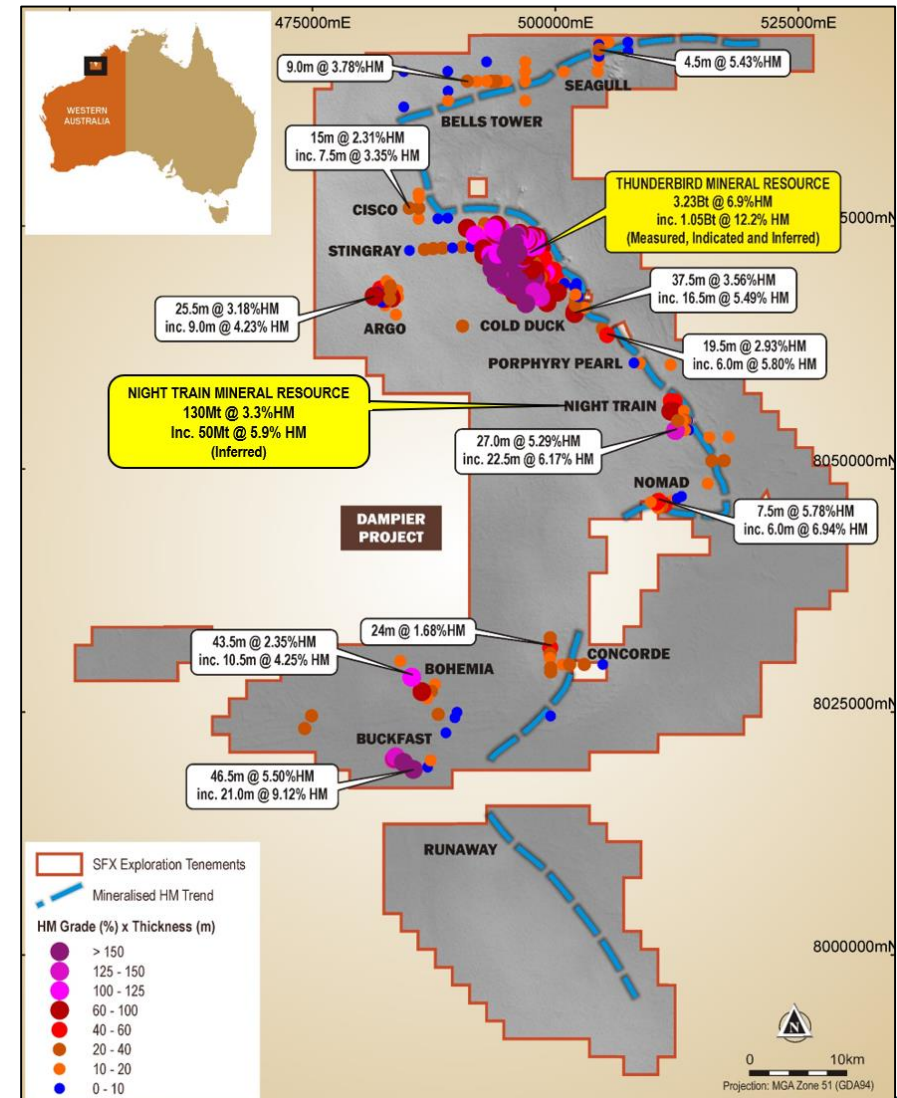 475000mE
500000mE
525000mE
WESTERN
AUSTRALIA
9.0m @ 3.78%HM
4.5m @ 5.43%HM
SEAGULL
BELLS TOWER
15m @ 2.31%HM
inc. 7.5m @ 3.35% HM
THUNDERBIRD MINERAL RESOURCE
3.23Bt @ 6.9%HM
inc. 1.05Bt @ 12.2% HM
(Measured, Indicated and Inferred)
CISCO
5000mN
STINGRAY
37.5m @ 3.56%HM
inc. 16.5m @ 5.49% HM
25.5m @ 3.18%HM
inc. 9.0m @ 4.23% HM
ARGO
COLD DUCK
19.5m @ 2.93%HM
inc. 6.0m @ 5.80% HM
PORPHYRY PEARL
NIGHT TRAIN MINERAL RESOURCE
130Mt @ 3.3%HM
Inc. 50Mt @ 5.9% HM
(Inferred)
NIGHT TRAIN
27.0m @ 5.29%HM
inc. 22.5m @ 6.17% HM
8050000mN
NOMAD
7.5m @ 5.78%HM
inc. 6.0m @ 6.94% HM
DAMPIER
PROJECT
24m @ 1.68%HM
43.5m @ 2.35%HM
inc. 10.5m @ 4.25% HM
BOHEMIA
CONCORDE
8025000mN
BUCKFAST
46.5m @ 5.50%HM
inc. 21.0m @ 9.12% HM
RUNAWAY
SFX Exploration Tenements
Mineralised HM Trend
HM Grade (%) x Thickness (m)
> 150
125 - 150
100 - 125
60 - 100
40 - 60
20 - 40
10 - 20
0 - 10
8000000mN
N
0 10km
Projection: MGA Zone 51 (GDA94)